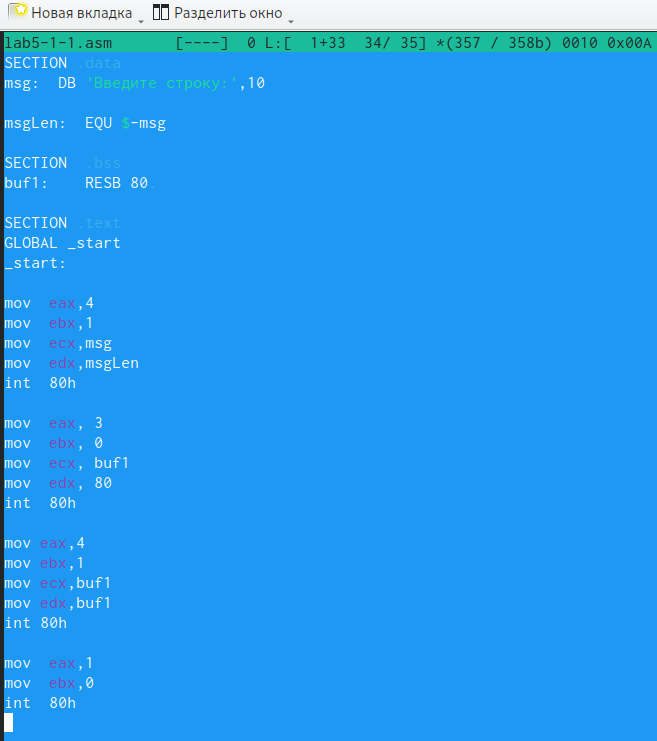 Новая вкладка Разделить окно
lab5-1-1.asm [----] 0 L:[ 1+33 34/ 35] *(357 / 358b) 0010 0x00A
SECTION .data
msg: DB 'Введите строку:',10
msgLen: EQU $-msg
SECTION .bss
buf1: RESB 80
SECTION .text
GLOBAL _start
_start:
mov eax,4
mov ebx,1
mov ecx,msg
mov edx,msgLen
int 80h
mov eax, 3
mov ebx, 0
mov ecx, buf1
mov edx, 80
int 80h
mov eax,4
mov ebx,1
mov ecx,buf1
mov edx,buf1
int 80h
mov eax,1
mov ebx,0
int 80h